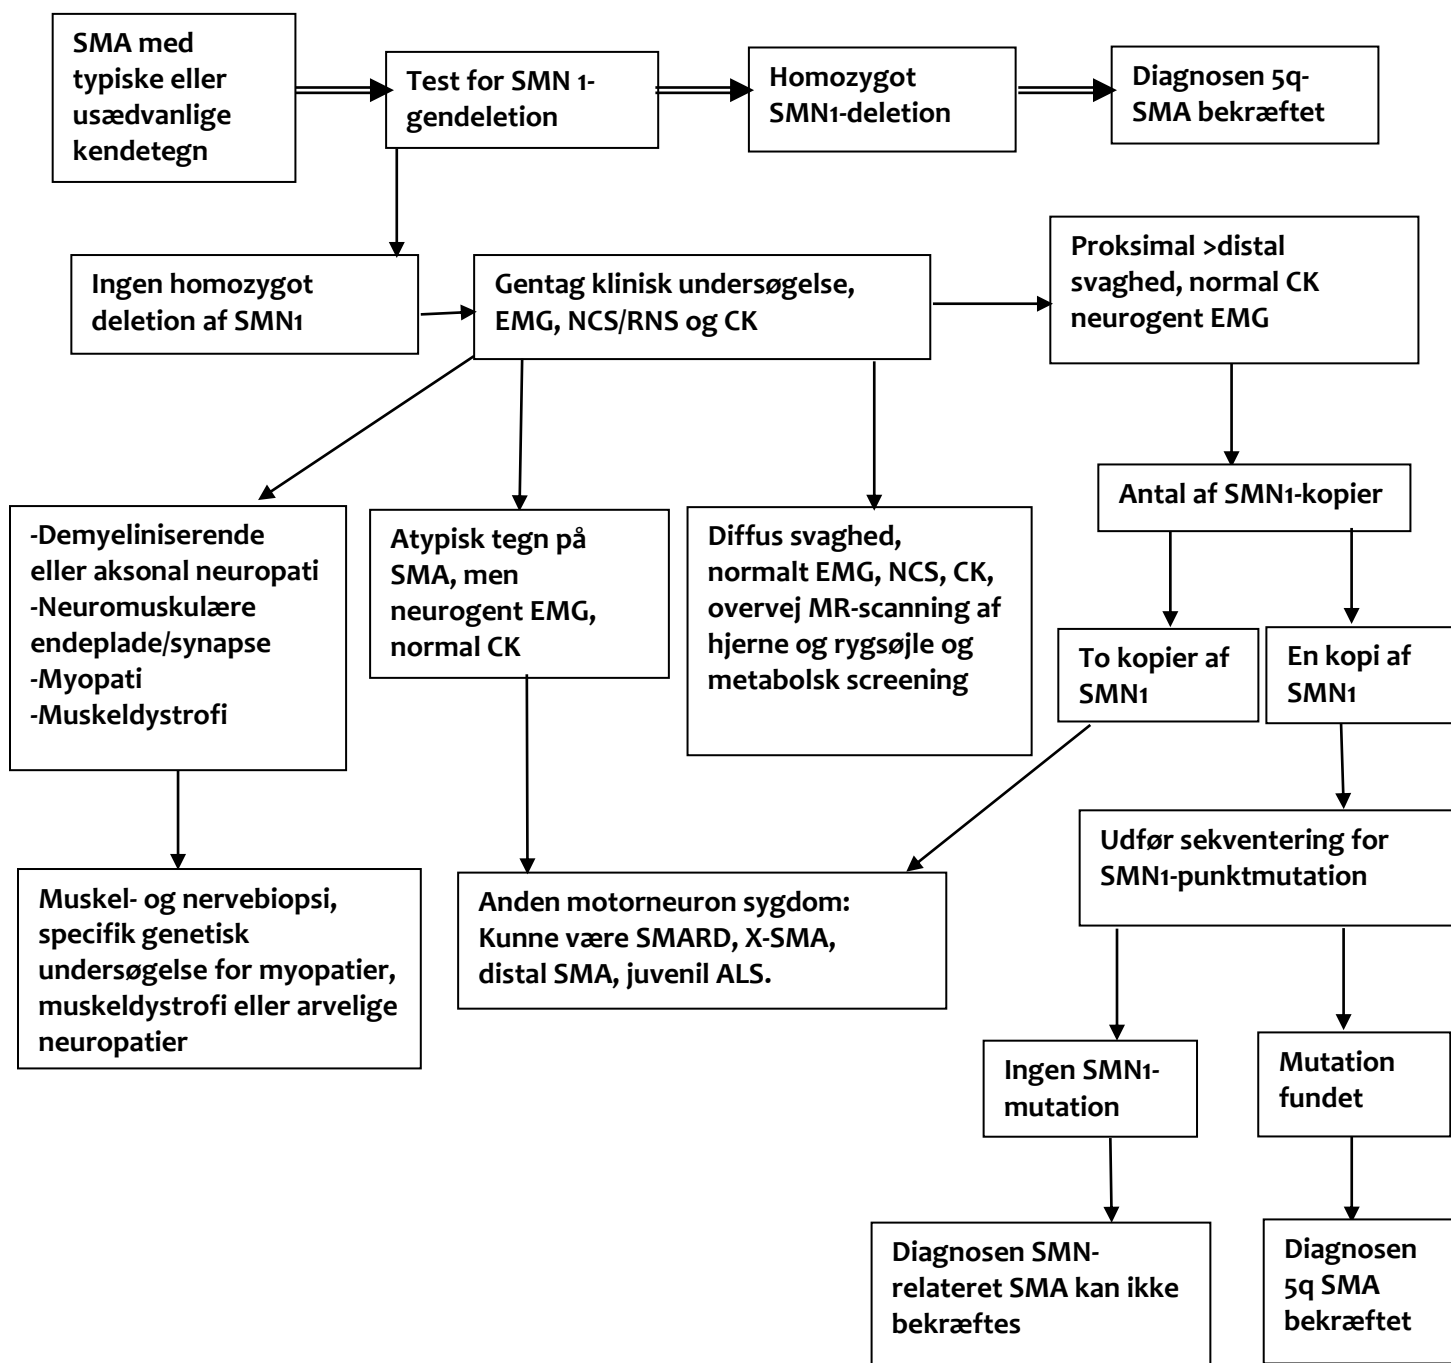 SMA med
typiske eller
usædvanlige
kendetegn
Test for SMN 1-
gendeletion
Homozygot
SMN1-deletion
Diagnosen 5q-
SMA bekræftet
Ingen homozygot
deletion af SMN1
Gentag klinisk undersøgelse,
EMG, NCS/RNS og CK
Proksimal >distal
svaghed, normal CK
neurogent EMG
Antal af SMN1-kopier
-Demyeliniserende
eller aksonal neuropati
-Neuromuskulære
endeplade/synapse
-Myopati
-Muskeldystrofi
Atypisk tegn på
SMA, men
neurogent EMG,
normal CK
Diffus svaghed,
normalt EMG, NCS, CK,
overvej MR-scanning af
hjerne og rygsøjle og
metabolsk screening
To kopier af
SMN1
En kopi af
SMN1
Udfør sekventering for
SMN1-punktmutation
Muskel- og nervebiopsi,
specifik genetisk
undersøgelse for myopatier,
muskeldystrofi eller arvelige
neuropatier
Anden motorneuron sygdom:
Kunne være SMARD, X-SMA,
distal SMA, juvenil ALS.
Ingen SMN1-
mutation
Mutation
fundet
Diagnosen SMN-
relateret SMA kan ikke
bekræftes
Diagnosen
5q SMA
bekræftet